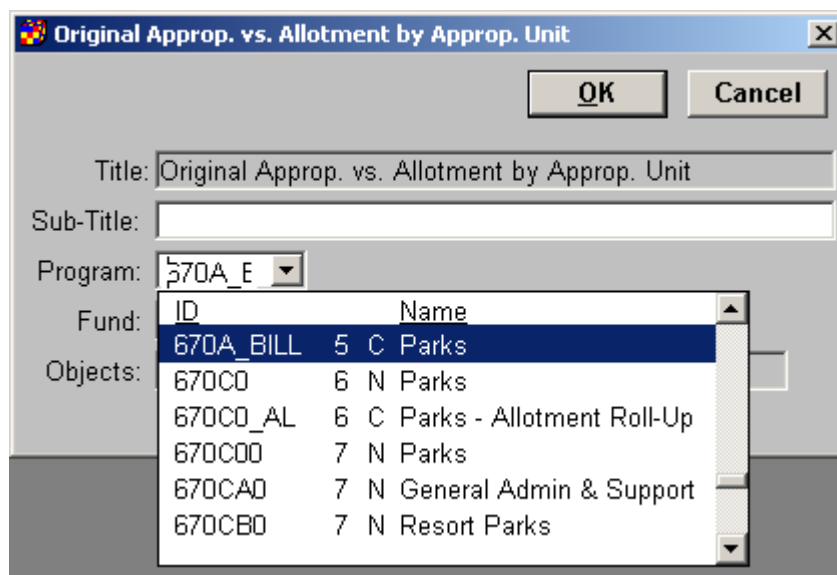 Original Approp. vs. Allotment by Approp. Unit
OK Cancel
Title: Original Approp. vs. Allotment by Approp. Unit
Sub-Title:
Program: 670A_B
Fund:
Objects:
ID Name
670A_BILL 5 C Parks
670C0 6 N Parks
670C0_AL 6 C Parks - Allotment Roll-Up
670C00 7 N Parks
670CA0 7 N General Admin & Support
670CB0 7 N Resort Parks